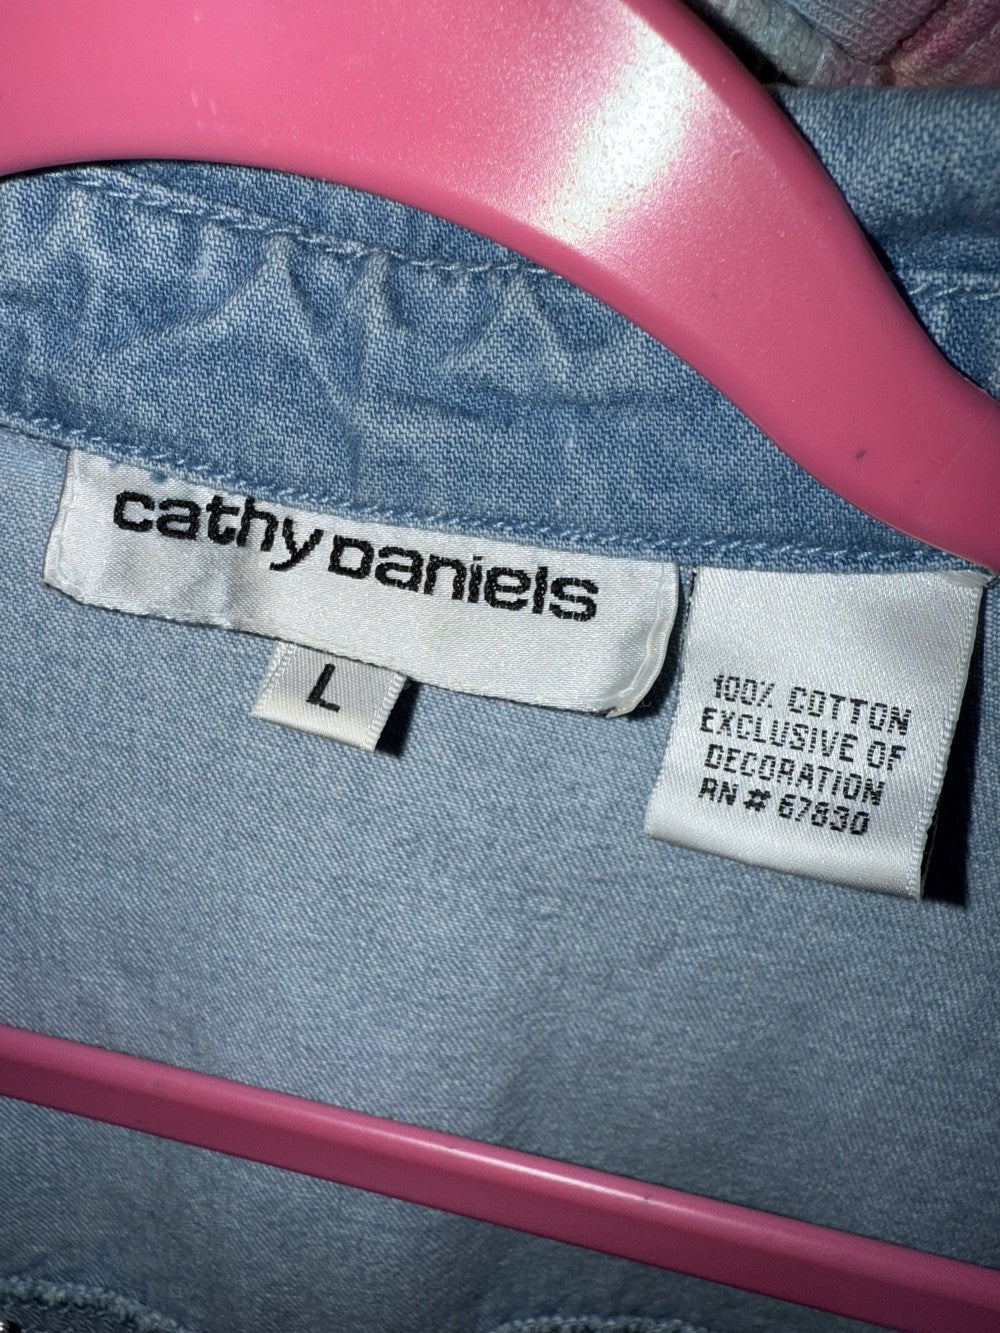 cathy Daniels
L
100% COTTON
EXCLUSIVE OF
DECORATION
RN # 67830